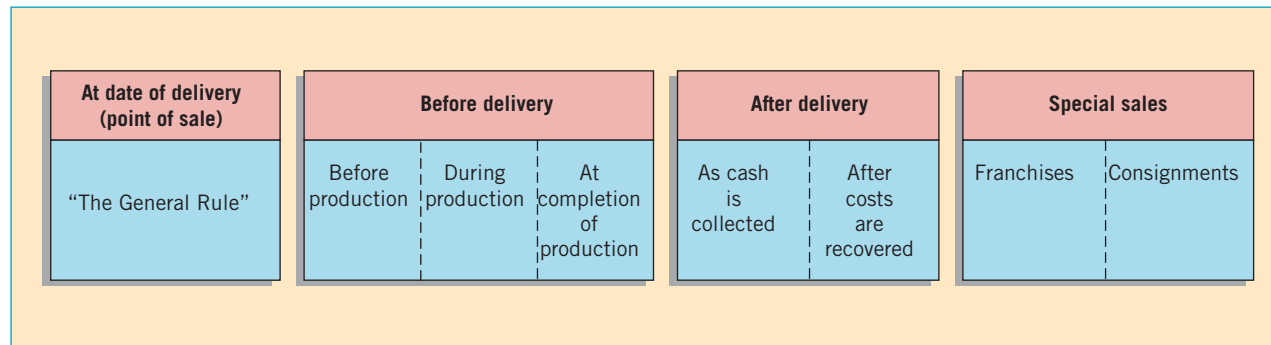 At date of delivery
(point of sale)
"The General Rule"
Before delivery
Before
production
During
production
At
completion
of
production
After delivery
As cash
is
collected
After
costs
are
recovered
Special sales
Franchises
Consignments